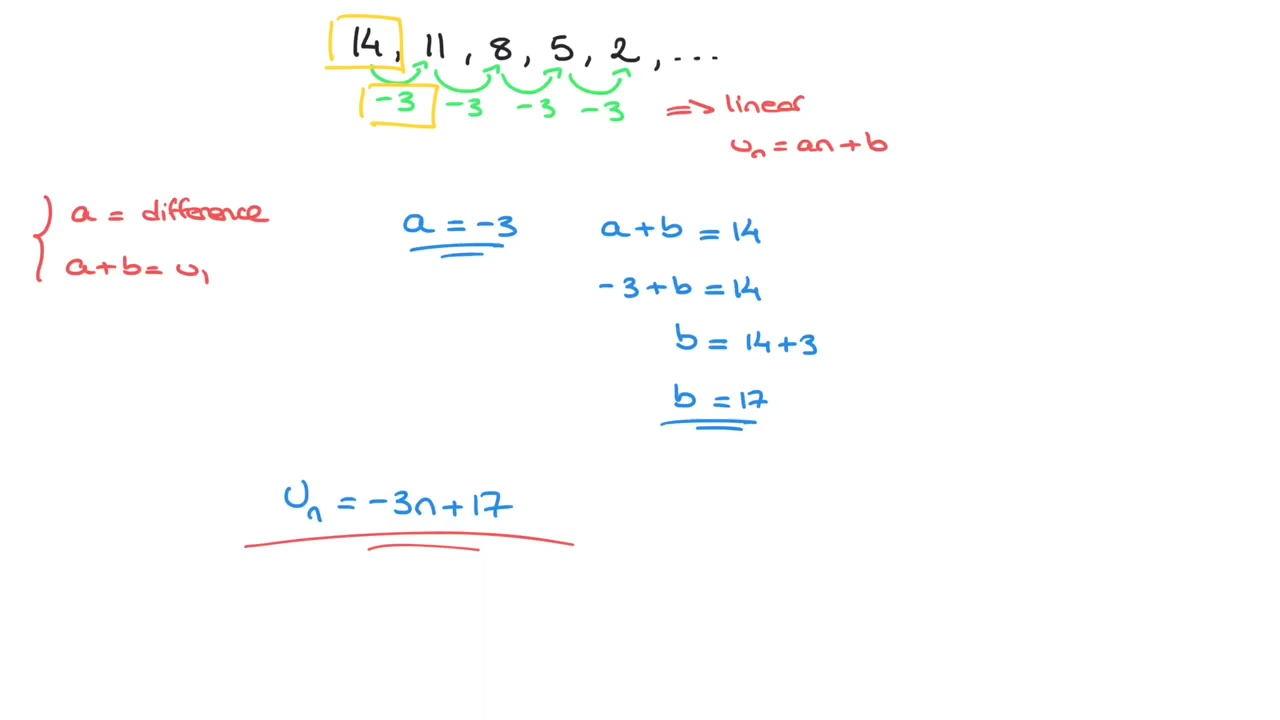 14, 11, 8, 5, 2, ...
-3 -3 -3 -3 => linear
uₙ = an + b
a = difference
a + b = u₁
a = -3
a + b = 14
-3 + b = 14
b = 14 + 3
b = 17
Uₙ = -3n + 17